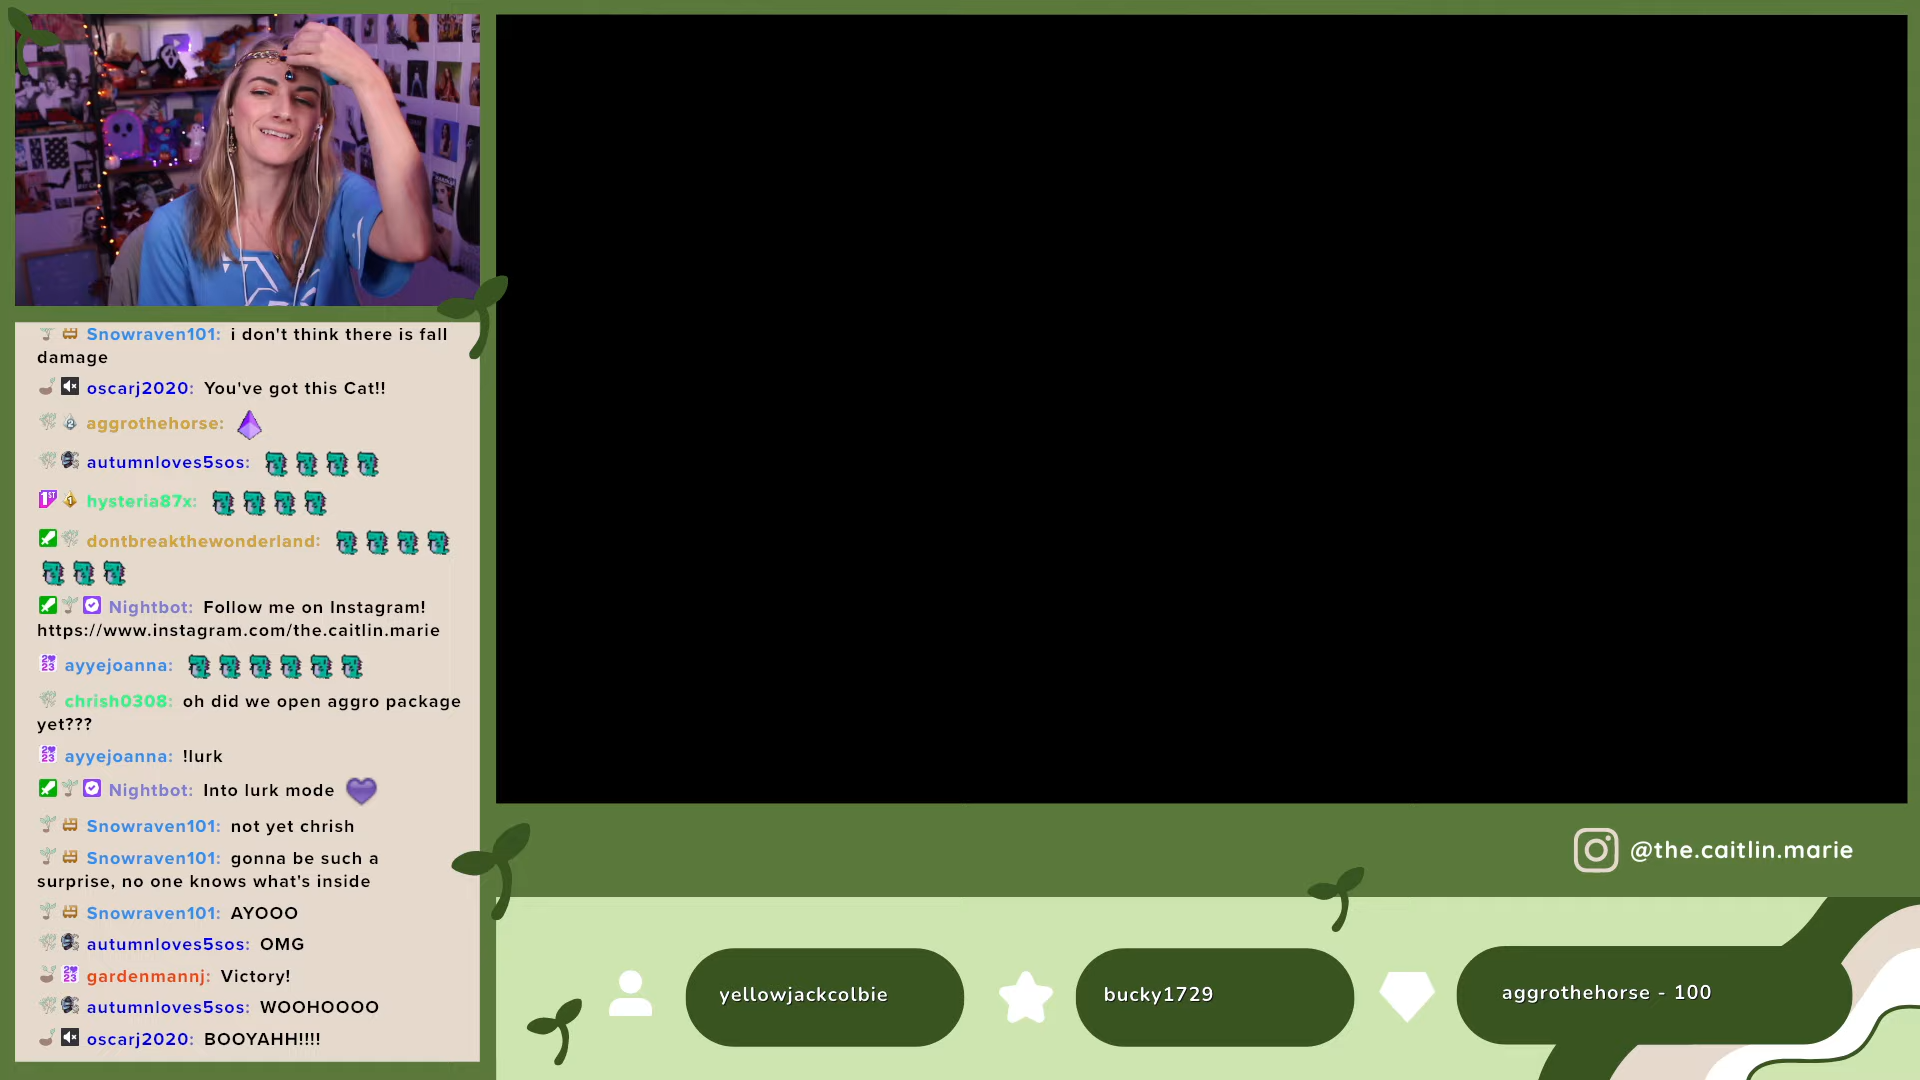 Snowraven101: i don't think there is fall
damage
oscarj2020: You've got this Cat!!
aggrothehorse:
autumnloves5sos:
1ST hysteria87x:
dontbreakthewonderland:
Nightbot: Follow me on Instagram!
https://www.instagram.com/the.caitlin.marie
ayyejoanna:
chrish0308: oh did we open aggro package
yet???
ayyejoanna: !lurk
Nightbot: Into lurk mode
Snowraven101: not yet chrish
Snowraven101: gonna be such a
surprise, no one knows what's inside
Snowraven101: AYOOO
autumnloves5sos: OMG
gardenmannj: Victory!
autumnloves5sos: WOOHOOOO
oscarj2020: BOOYAHH!!!!
@the.caitlin.marie
yellowjackcolbie
bucky1729
aggrothehorse - 100